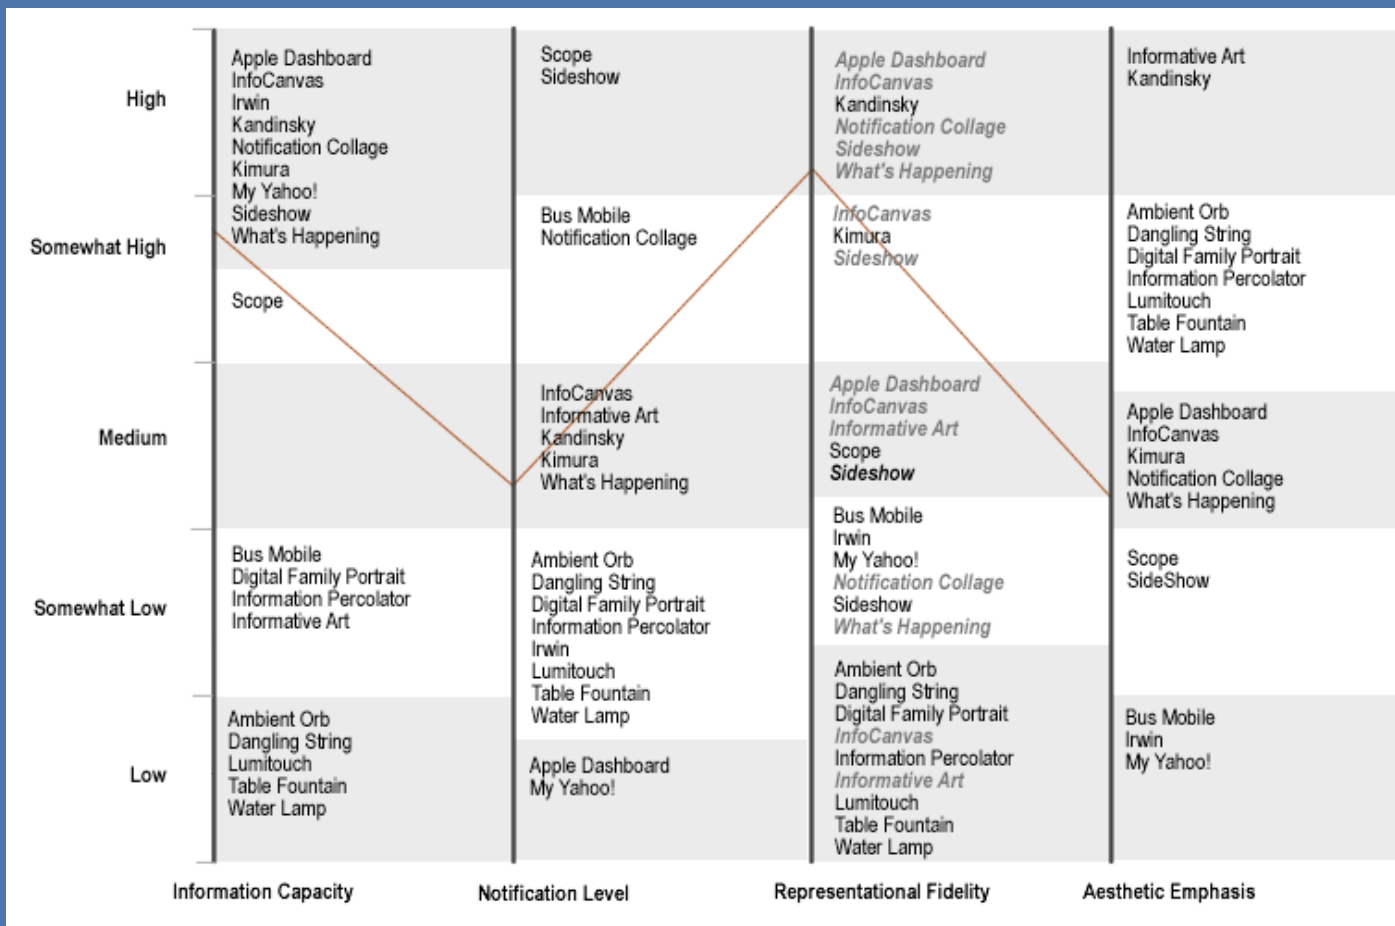 High
Somewhat High
Medium
Somewhat Low
Low
Apple Dashboard
InfoCanvas
Irwin
Kandinsky
Notification Collage
Kimura
My Yahoo!
Sideshow
What's Happening
Scope
Bus Mobile
Digital Family Portrait
Information Percolator
Informative Art
Ambient Orb
Dangling String
Lumitouch
Table Fountain
Water Lamp
Information Capacity
Scope
Sideshow
Bus Mobile
Notification Collage
InfoCanvas
Informative Art
Kandinsky
Kimura
What's Happening
Ambient Orb
Dangling String
Digital Family Portrait
Information Percolator
Irwin
Lumitouch
Table Fountain
Water Lamp
Apple Dashboard
My Yahoo!
Notification Level
Apple Dashboard
InfoCanvas
Kandinsky
Notification Collage
Sideshow
What's Happening
InfoCanvas
Kimura
Sideshow
Apple Dashboard
InfoCanvas
Informative Art
Scope
Sideshow
Bus Mobile
Irwin
My Yahoo!
Notification Collage
Sideshow
What's Happening
Ambient Orb
Dangling String
Digital Family Portrait
InfoCanvas
Information Percolator
Informative Art
Lumitouch
Table Fountain
Water Lamp
Representational Fidelity
Informative Art
Kandinsky
Ambient Orb
Dangling String
Digital Family Portrait
Information Percolator
Lumitouch
Table Fountain
Water Lamp
Apple Dashboard
InfoCanvas
Kimura
Notification Collage
What's Happening
Scope
SideShow
Bus Mobile
Irwin
My Yahoo!
Aesthetic Emphasis